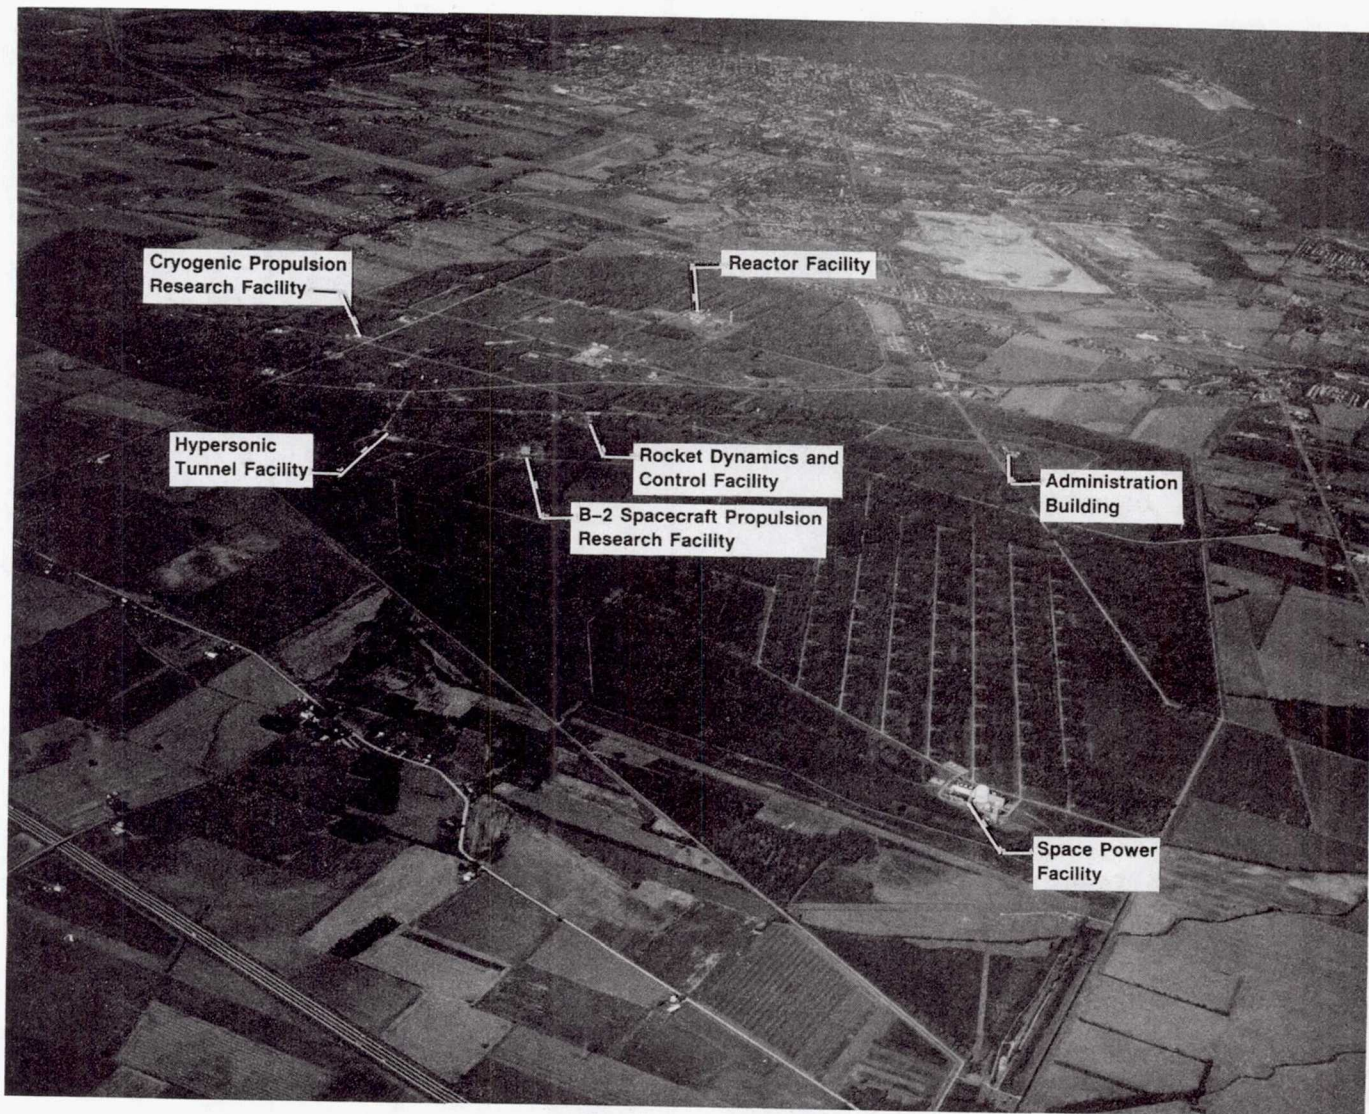 Cryogenic Propulsion
Research Facility
Reactor Facility
Hypersonic
Tunnel Facility
Rocket Dynamics and
Control Facility
Administration
Building
B–2 Spacecraft Propulsion
Research Facility
Space Power
Facility